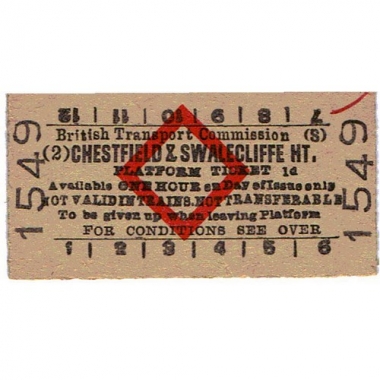 12 | 11 | 10 | 9 | 8 | 7
British Transport Commission (S)
(2) CHESTFIELD & SWALECLIFFE HT.
PLATFORM TICKET 1d
Available ONE HOUR on Day of Issue only
NOT VALID IN TRAINS. NOT TRANSFERABLE
To be given up when leaving Platform
FOR CONDITIONS SEE OVER
1 | 2 | 3 | 4 | 5 | 6
1549
1549